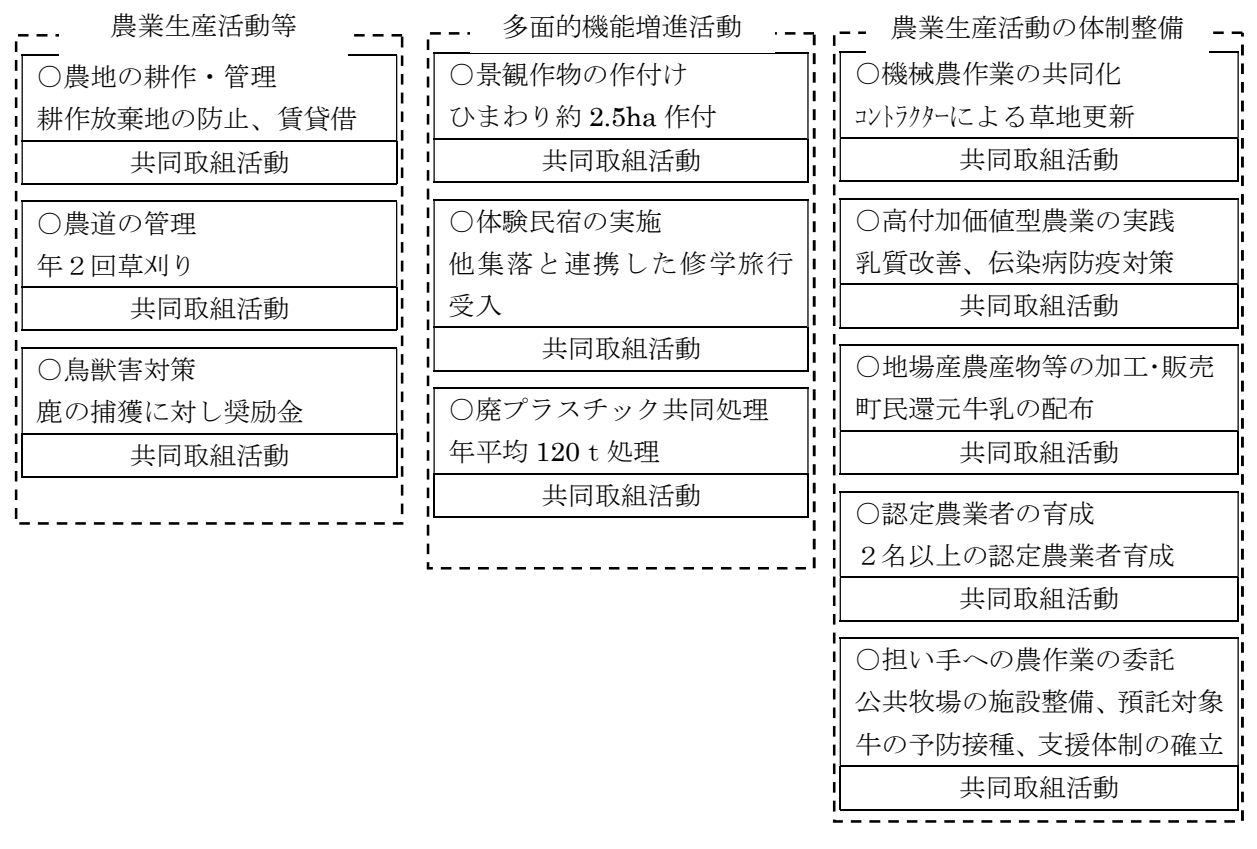 農業生産活動等
○農地の耕作・管理
耕作放棄地の防止、賃貸借
共同取組活動
○農道の管理
年２回草刈り
共同取組活動
○鳥獣害対策
鹿の捕獲に対し奨励金
共同取組活動
多面的機能増進活動
○景観作物の作付け
ひまわり約 2.5ha 作付
共同取組活動
○体験民宿の実施
他集落と連携した修学旅行
受入
共同取組活動
○廃プラスチック共同処理
年平均 120ｔ処理
共同取組活動
農業生産活動の体制整備
○機械農作業の共同化
ｺﾝﾄﾗｸﾀｰによる草地更新
共同取組活動
○高付加価値型農業の実践
乳質改善、伝染病防疫対策
共同取組活動
○地場産農産物等の加工･販売
町民還元牛乳の配布
共同取組活動
○認定農業者の育成
２名以上の認定農業者育成
共同取組活動
○担い手への農作業の委託
公共牧場の施設整備、預託対象
牛の予防接種、支援体制の確立
共同取組活動